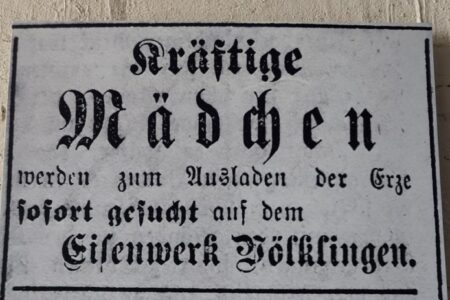 Kräftige
Mädchen
werden zum Ausladen der Erze
sofort gesucht auf dem
Eisenwerk Völklingen.